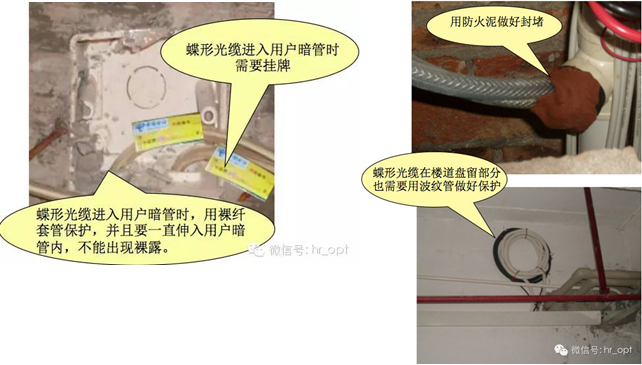 蝶形光缆进入用户暗管时
需要挂牌
蝶形光缆进入用户暗管时，用裸纤
套管保护，并且要一直伸入用户暗
管内，不能出现裸露。
微信号: hr_opt
用防火泥做好封堵
蝶形光缆在楼道盘留部分
也需要用波纹管做好保护
微信号: hr_opt